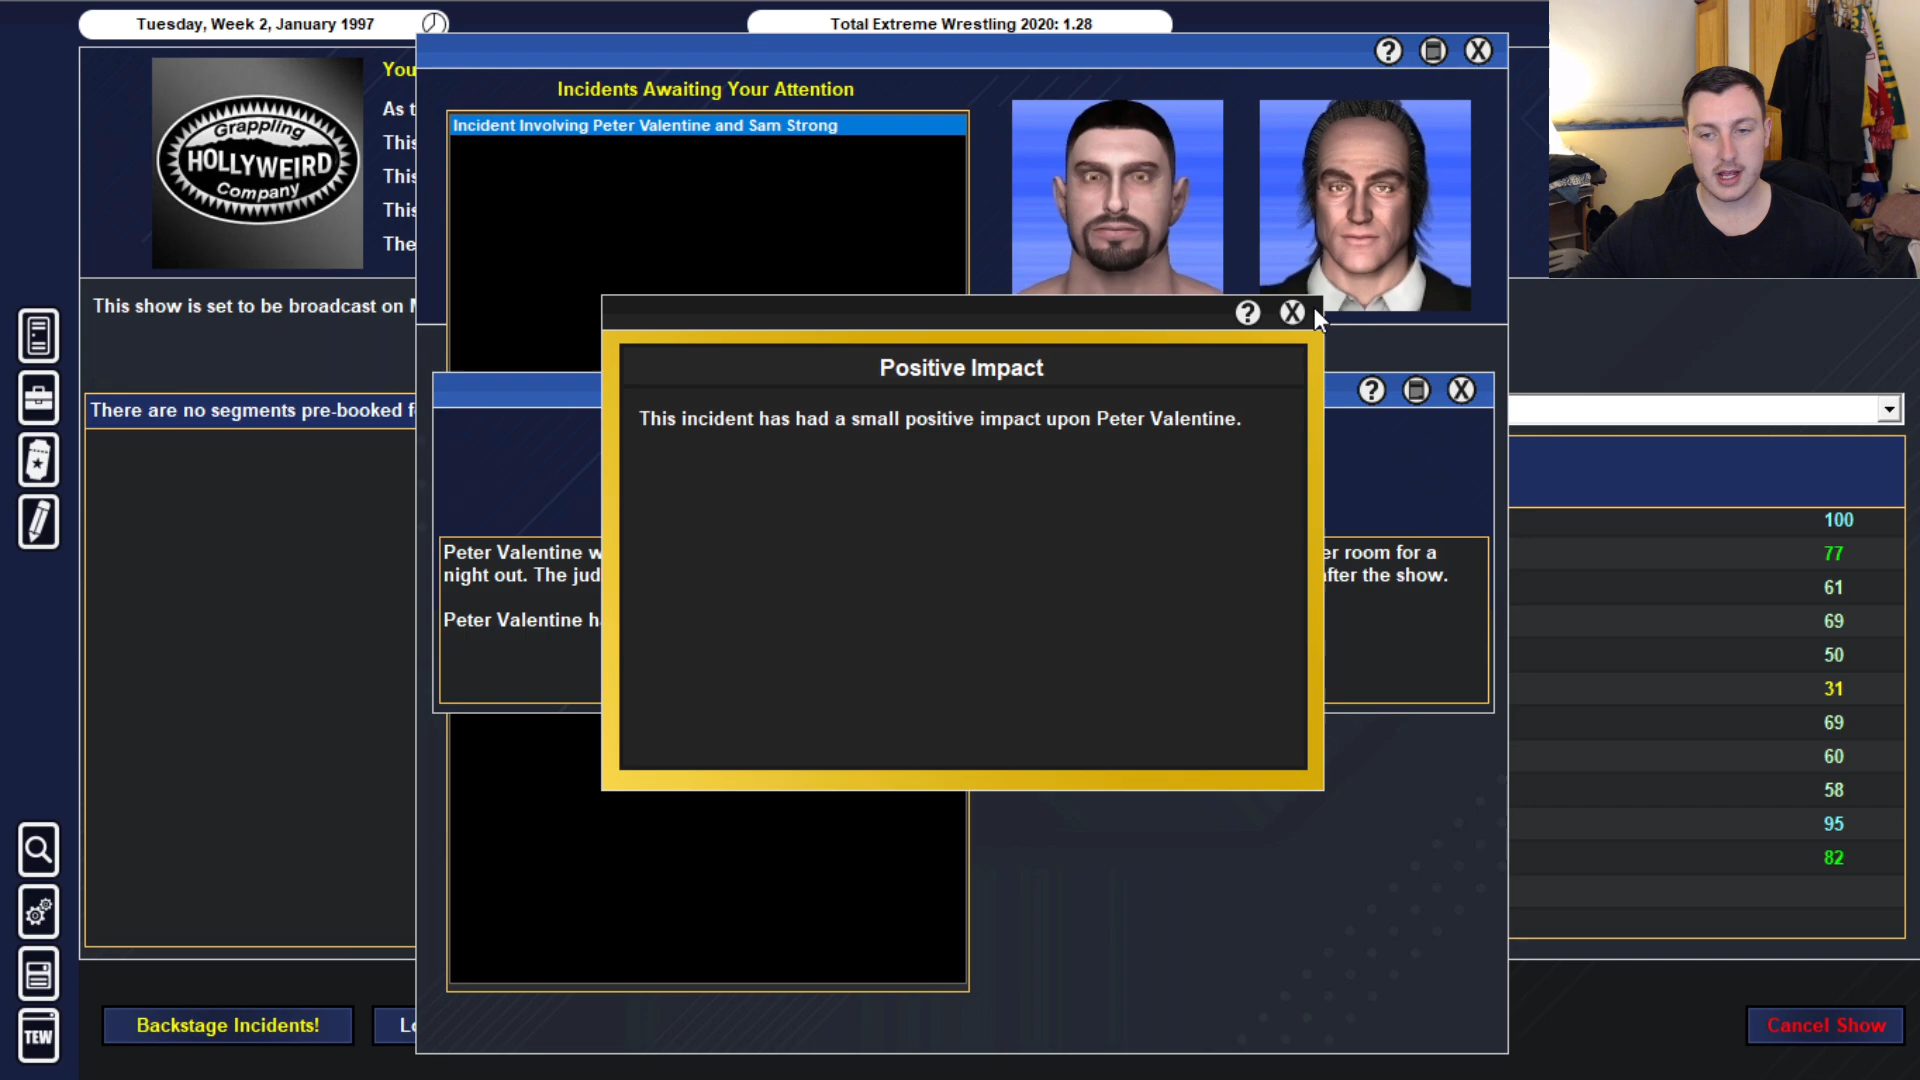 Tuesday, Week 2, January 1997
Total Extreme Wrestling 2020: 1.28
Grappling
HOLLYWEIRD
Company
You
As t
This
This
This
The
Incidents Awaiting Your Attention
Incident Involving Peter Valentine and Sam Strong
This show is set to be broadcast on
There are no segments pre-booked f
Positive Impact
This incident has had a small positive impact upon Peter Valentine.
Peter Valentine w
er room for a
night out. The jud
after the show.
Peter Valentine h
100
77
61
69
50
31
69
60
58
95
82
Backstage Incidents!
Lo
Cancel Show
TEW